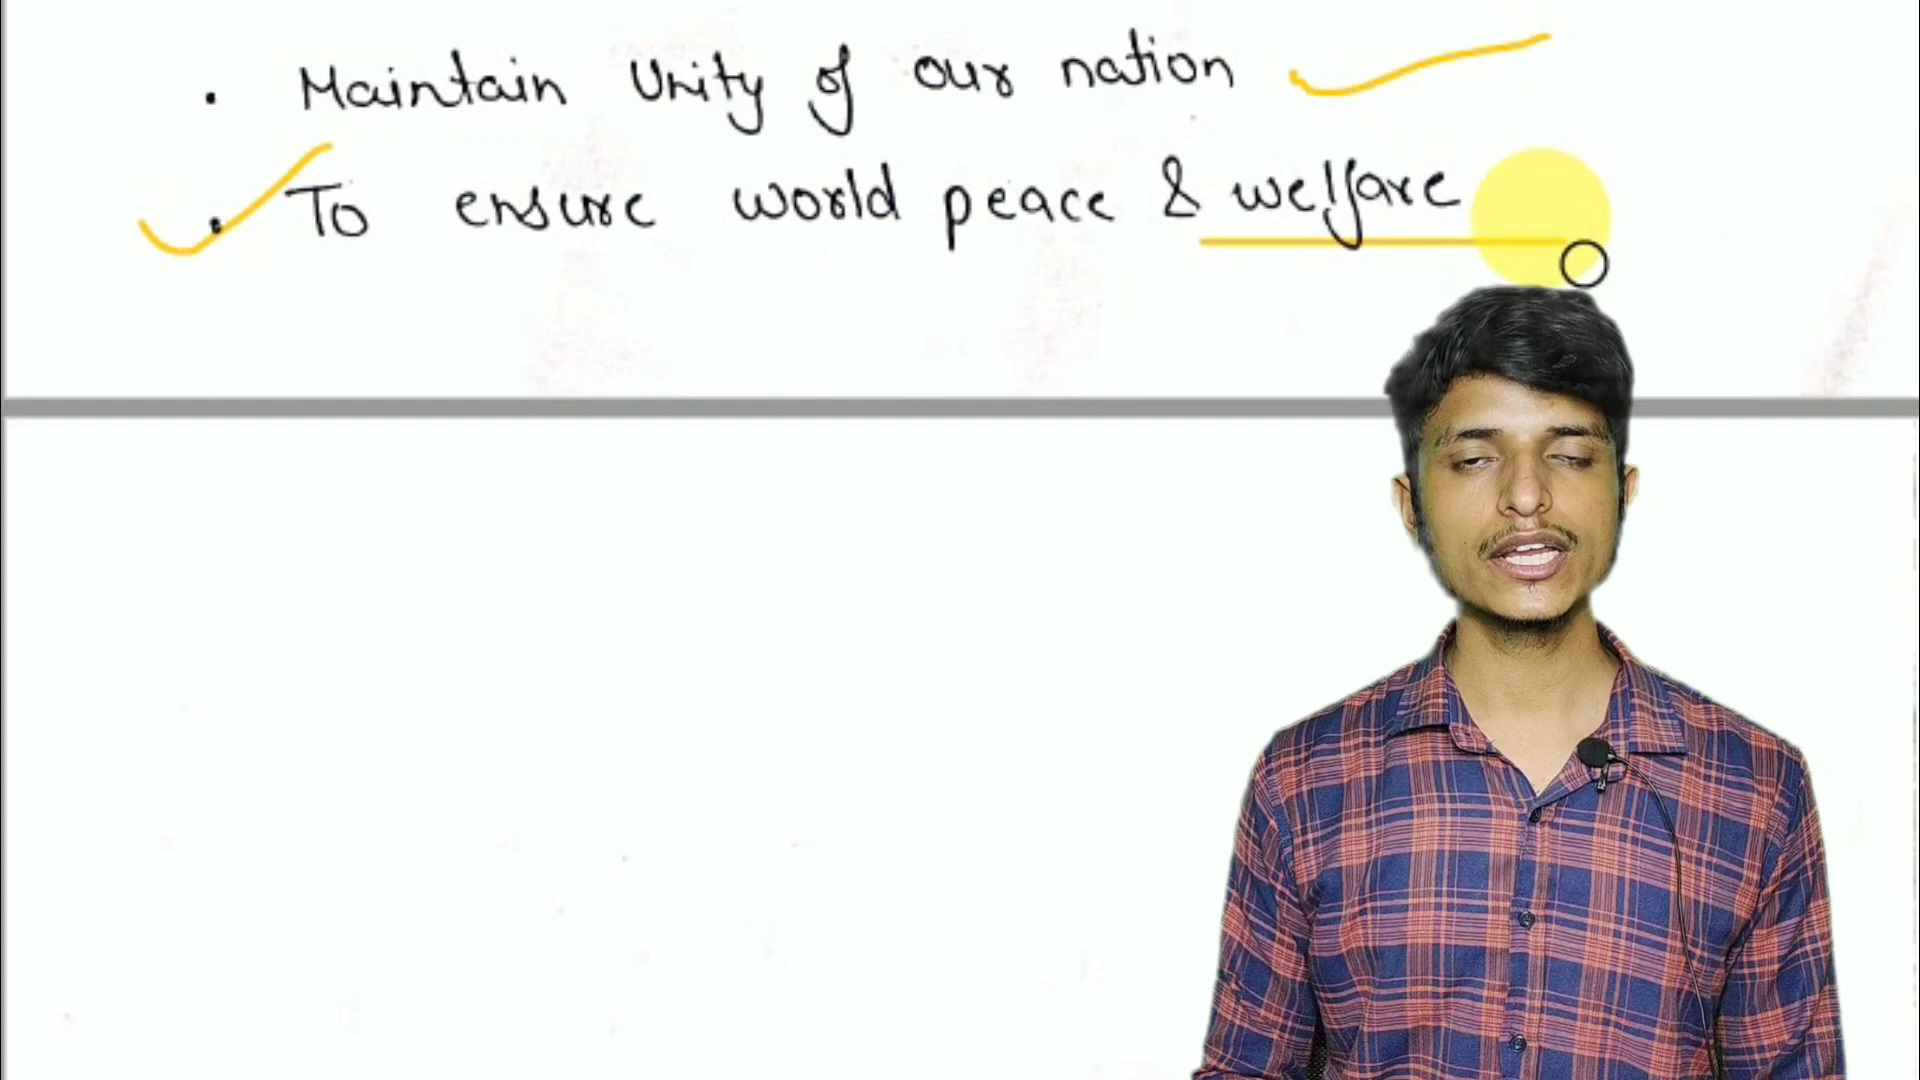 • Maintain Unity of our nation
• To ensure world peace & welfare